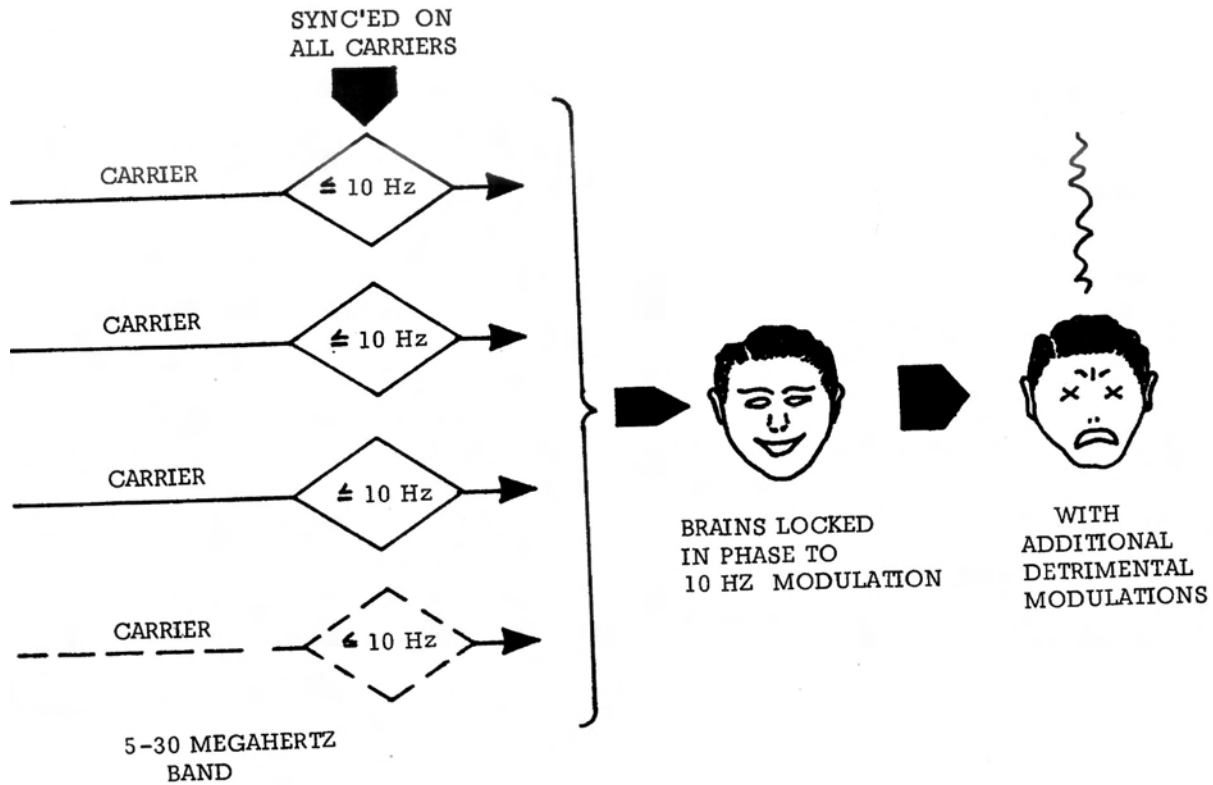 SYNC'ED ON
ALL CARRIERS
CARRIER
≦ 10 Hz
CARRIER
≦ 10 Hz
CARRIER
≦ 10 Hz
CARRIER
≦ 10 Hz
5-30 MEGAHERTZ
BAND
BRAINS LOCKED
IN PHASE TO
10 HZ MODULATION
WITH
ADDITIONAL
DETRIMENTAL
MODULATIONS